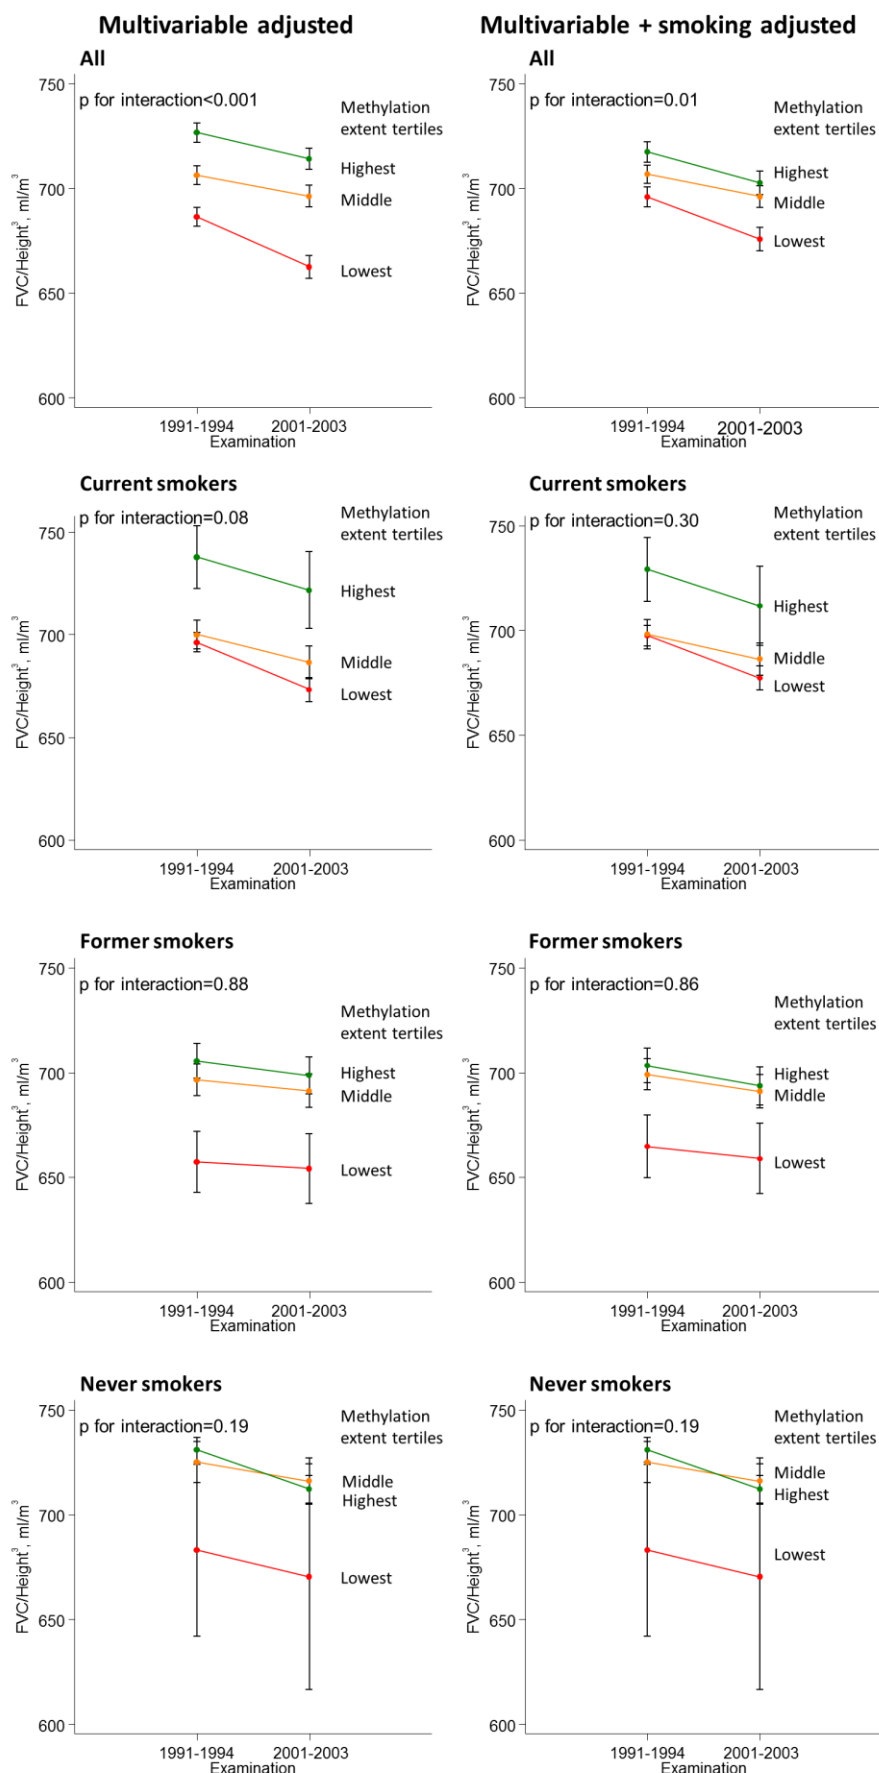 Multivariable adjusted
Multivariable + smoking adjusted
All
750
p for interaction<0.001
Methylation
extent tertiles
Highest
700
Middle
650
Lowest
600
FVC/Height³, ml/m³
1991-1994
2001-2003
Examination
All
750
p for interaction=0.01
Methylation
extent tertiles
Highest
700
Middle
Lowest
650
600
FVC/Height³, ml/m³
1991-1994
2001-2003
Examination
Current smokers
750
p for interaction=0.08
Methylation
extent tertiles
Highest
700
Middle
Lowest
650
600
FVC/Height³, ml/m³
1991-1994
2001-2003
Examination
Current smokers
750
p for interaction=0.30
Methylation
extent tertiles
Highest
700
Middle
Lowest
650
600
FVC/Height³, ml/m³
1991-1994
2001-2003
Examination
Former smokers
750
p for interaction=0.88
Methylation
extent tertiles
Highest
700
Middle
Lowest
650
600
FVC/Height³, ml/m³
1991-1994
2001-2003
Examination
Former smokers
750
p for interaction=0.86
Methylation
extent tertiles
Highest
700
Middle
Lowest
650
600
FVC/Height³, ml/m³
1991-1994
2001-2003
Examination
Never smokers
750
p for interaction=0.19
Methylation
extent tertiles
Middle
Highest
700
Lowest
650
600
FVC/Height³, ml/m³
1991-1994
2001-2003
Examination
Never smokers
750
p for interaction=0.19
Methylation
extent tertiles
Middle
Highest
700
Lowest
650
600
FVC/Height³, ml/m³
1991-1994
2001-2003
Examination